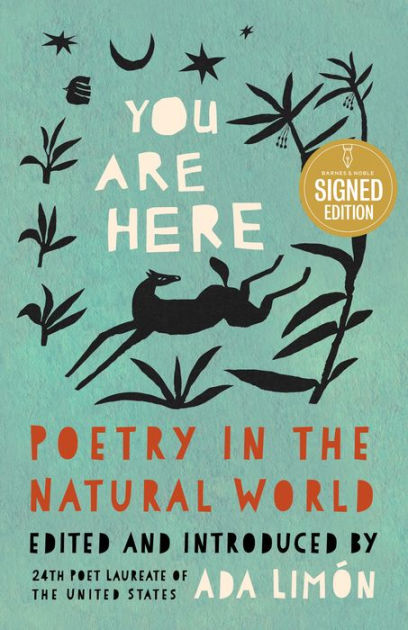 YOU
ARE
HERE
BARNES & NOBLE
SIGNED
EDITION
POETRY IN THE
NATURAL WORLD
EDITED AND INTRODUCED BY
24TH POET LAUREATE OF
THE UNITED STATES
ADA LIMÓN